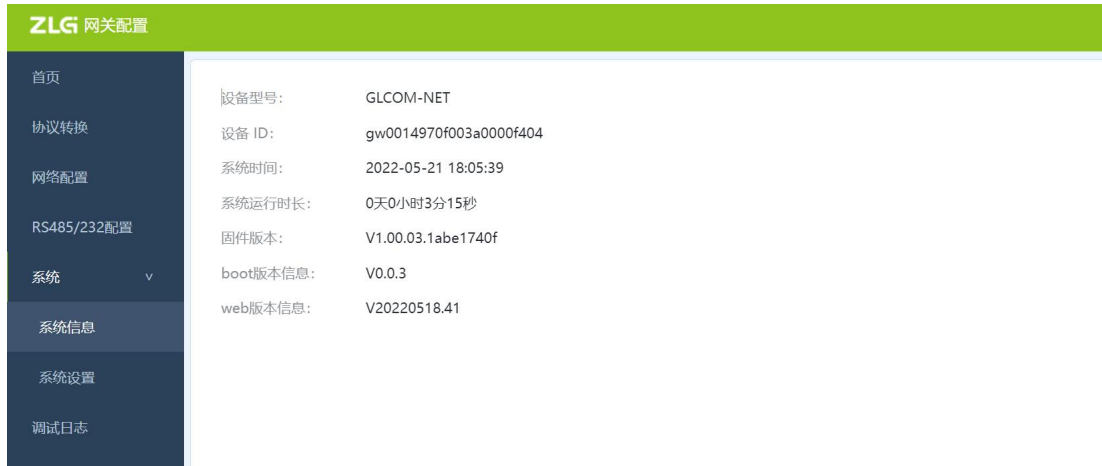 ZLG 网关配置
首页
协议转换
网络配置
RS485/232配置
系统
系统信息
系统设置
调试日志
设备型号： GLCOM-NET
设备 ID： gw0014970f003a0000f404
系统时间： 2022-05-21 18:05:39
系统运行时长： 0天0小时3分15秒
固件版本： V1.00.03.1abe1740f
boot版本信息： V0.0.3
web版本信息： V20220518.41